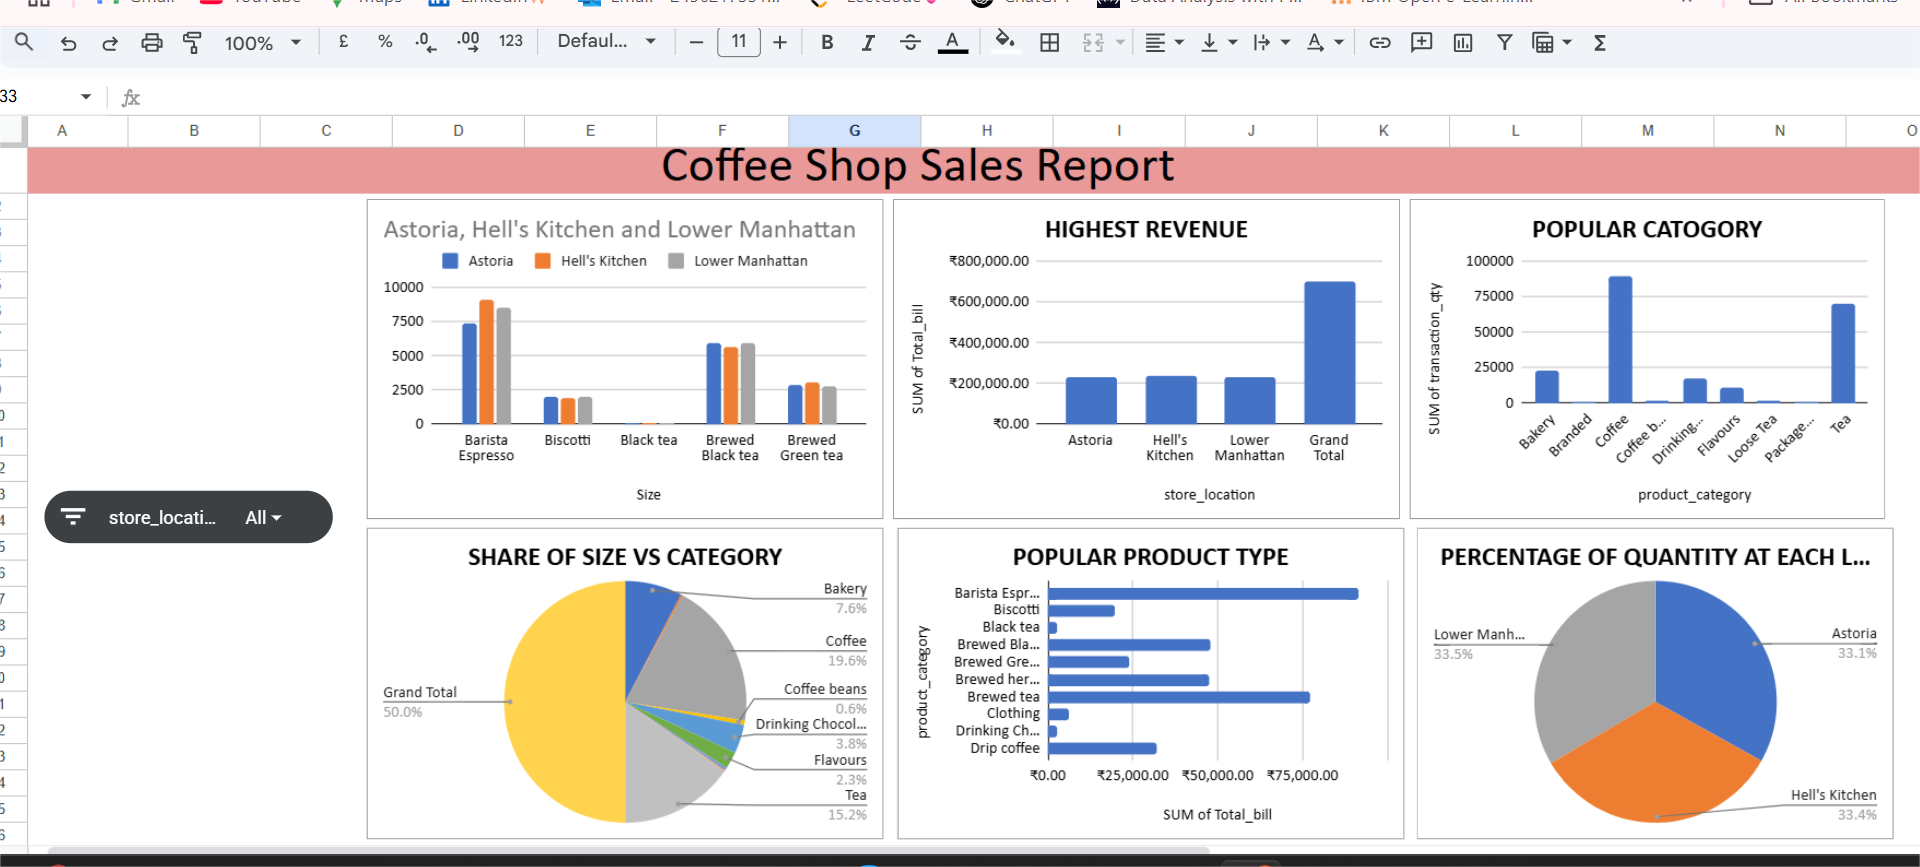 Gmail YouTube Maps LinkedIn LeetCode ChatGPT All Bookmarks
100% £ % .0 .00 123 Defaul... 11 B I A Σ
33 fx
A B C D E F G H I J K L M N O
Coffee Shop Sales Report
Astoria, Hell's Kitchen and Lower Manhattan
Astoria Hell's Kitchen Lower Manhattan
10000
7500
5000
2500
0
Barista Espresso
Biscotti
Black tea
Brewed Black tea
Brewed Green tea
Size
HIGHEST REVENUE
SUM of Total_bill
₹800,000.00
₹600,000.00
₹400,000.00
₹200,000.00
₹0.00
Astoria
Hell's Kitchen
Lower Manhattan
Grand Total
store_location
POPULAR CATOGORY
SUM of transaction_qty
100000
75000
50000
25000
0
Bakery
Branded
Coffee
Coffee b...
Drinking...
Flavours
Loose Tea
Package...
Tea
product_category
store_locati... All
SHARE OF SIZE VS CATEGORY
Bakery
7.6%
Coffee
19.6%
Coffee beans
0.6%
Drinking Chocol...
3.8%
Flavours
2.3%
Tea
15.2%
Grand Total
50.0%
POPULAR PRODUCT TYPE
product_category
Barista Espr...
Biscotti
Black tea
Brewed Bla...
Brewed Gre...
Brewed her...
Brewed tea
Clothing
Drinking Ch...
Drip coffee
₹0.00 ₹25,000.00 ₹50,000.00 ₹75,000.00
SUM of Total_bill
PERCENTAGE OF QUANTITY AT EACH L...
Lower Manh...
33.5%
Astoria
33.1%
Hell's Kitchen
33.4%